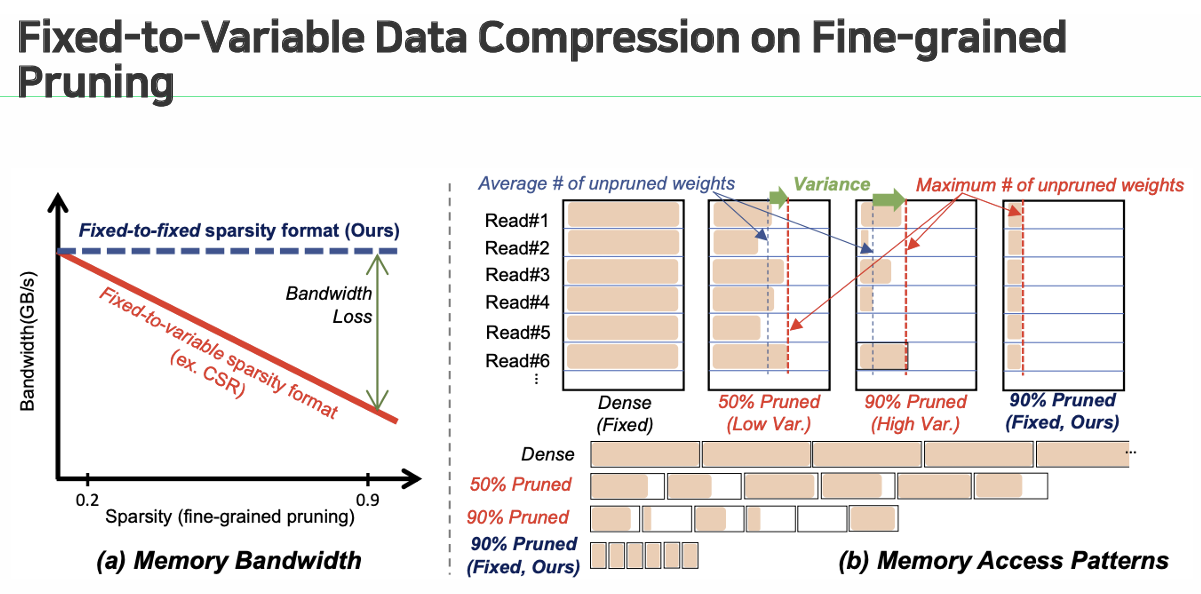 Fixed-to-Variable Data Compression on Fine-grained
Pruning
Fixed-to-fixed sparsity format (Ours)
Bandwidth
Loss
Fixed-to-variable sparsity format
(ex. CSR)
Bandwidth(GB/s)
0.2
0.9
Sparsity (fine-grained pruning)
(a) Memory Bandwidth
Average # of unpruned weights
Variance
Maximum # of unpruned weights
Read#1
Read#2
Read#3
Read#4
Read#5
Read#6
⋮
Dense
(Fixed)
50% Pruned
(Low Var.)
90% Pruned
(High Var.)
90% Pruned
(Fixed, Ours)
Dense
...
50% Pruned
90% Pruned
90% Pruned
(Fixed, Ours)
(b) Memory Access Patterns